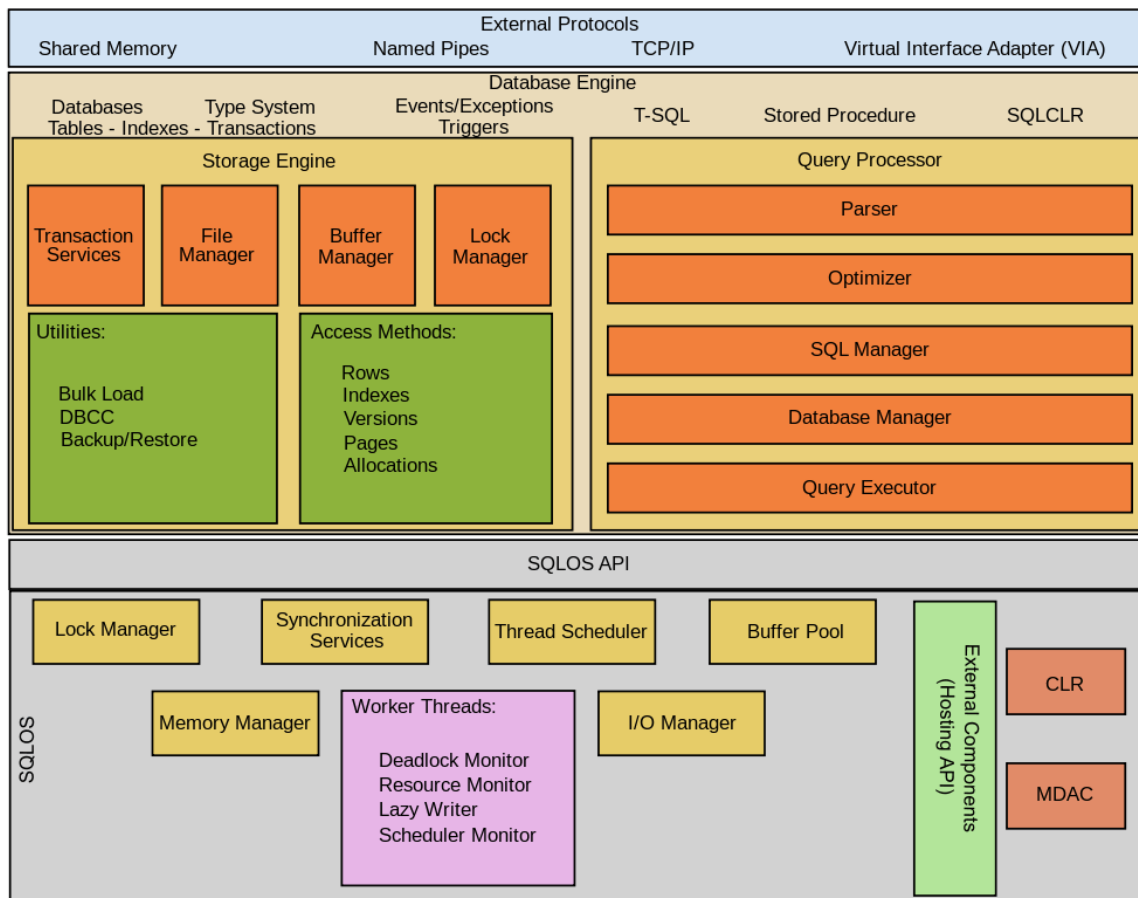 External Protocols
Shared Memory
Named Pipes
TCP/IP
Virtual Interface Adapter (VIA)
Database Engine
Databases
Type System
Tables - Indexes - Transactions
Events/Exceptions
Triggers
T-SQL
Stored Procedure
SQLCLR
Storage Engine
Transaction
Services
File
Manager
Buffer
Manager
Lock
Manager
Utilities:
Bulk Load
DBCC
Backup/Restore
Access Methods:
Rows
Indexes
Versions
Pages
Allocations
Query Processor
Parser
Optimizer
SQL Manager
Database Manager
Query Executor
SQLOS API
SQLOS
Lock Manager
Synchronization
Services
Thread Scheduler
Buffer Pool
Memory Manager
Worker Threads:
Deadlock Monitor
Resource Monitor
Lazy Writer
Scheduler Monitor
I/O Manager
External Components
(Hosting API)
CLR
MDAC